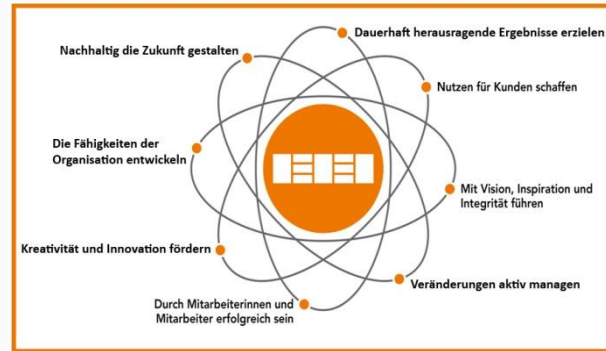 Dauerhaft herausragende Ergebnisse erzielen
Nachhaltig die Zukunft gestalten
Nutzen für Kunden schaffen
Die Fähigkeiten der
Organisation entwickeln
Mit Vision, Inspiration und
Integrität führen
Kreativität und Innovation fördern
Veränderungen aktiv managen
Durch Mitarbeiterinnen und
Mitarbeiter erfolgreich sein